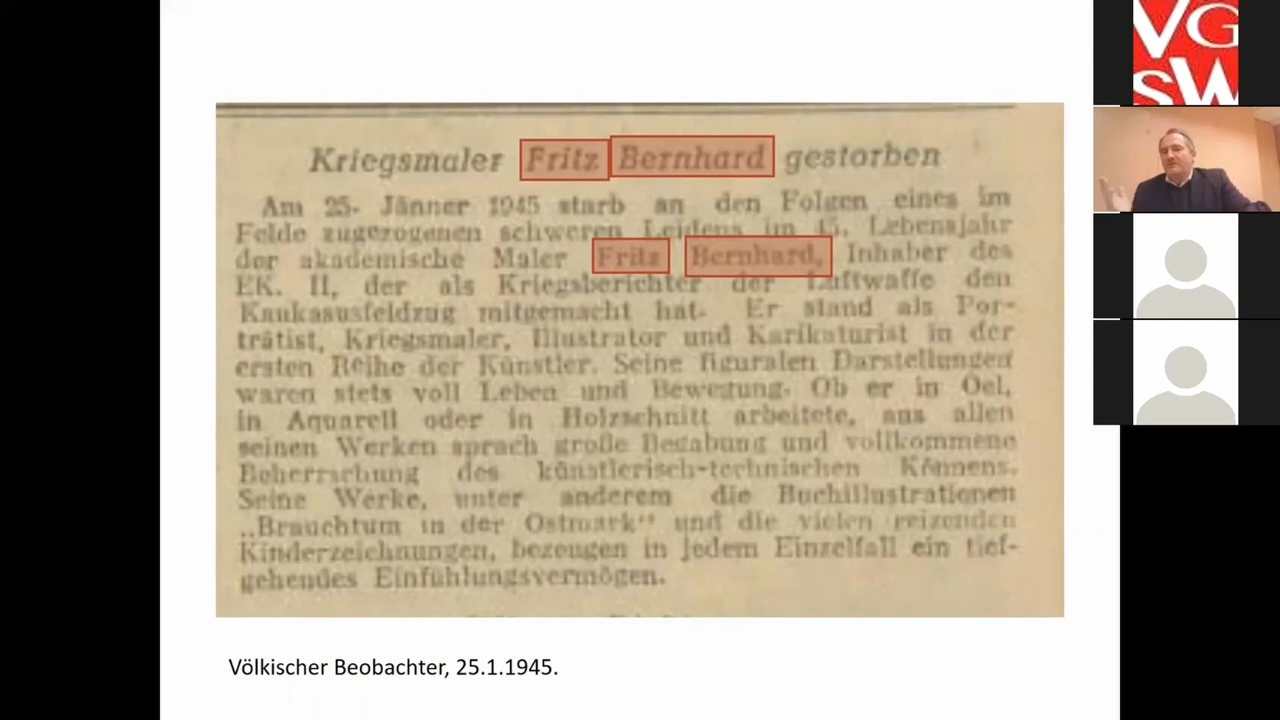 Kriegsmaler Fritz Bernhard gestorben
Am 25. Jänner 1945 starb an den Folgen eines im
Felde zugezogenen schweren Leidens im 45. Lebensjahr
der akademische Maler Fritz Bernhard, Inhaber des
EK. II, der als Kriegsberichter der Luftwaffe den
Kaukasusfeldzug mitgemacht hat. Er stand als Por-
trätist, Kriegsmaler, Illustrator und Karikaturist in der
ersten Reihe der Künstler. Seine figuralen Darstellungen
waren stets voll Leben und Bewegung. Ob er in Oel,
in Aquarell oder in Holzschnitt arbeitete, aus allen
seinen Werken sprach große Begabung und vollkommene
Beherrschung des künstlerisch-technischen Könnens.
Seine Werke, unter anderem die Buchillustrationen
„Brauchtum in der Ostmark" und die vielen reizenden
Kinderzeichnungen, bezeugen in jedem Einzelfall ein tief-
gehendes Einfühlungsvermögen.
Völkischer Beobachter, 25.1.1945.
VG
SW